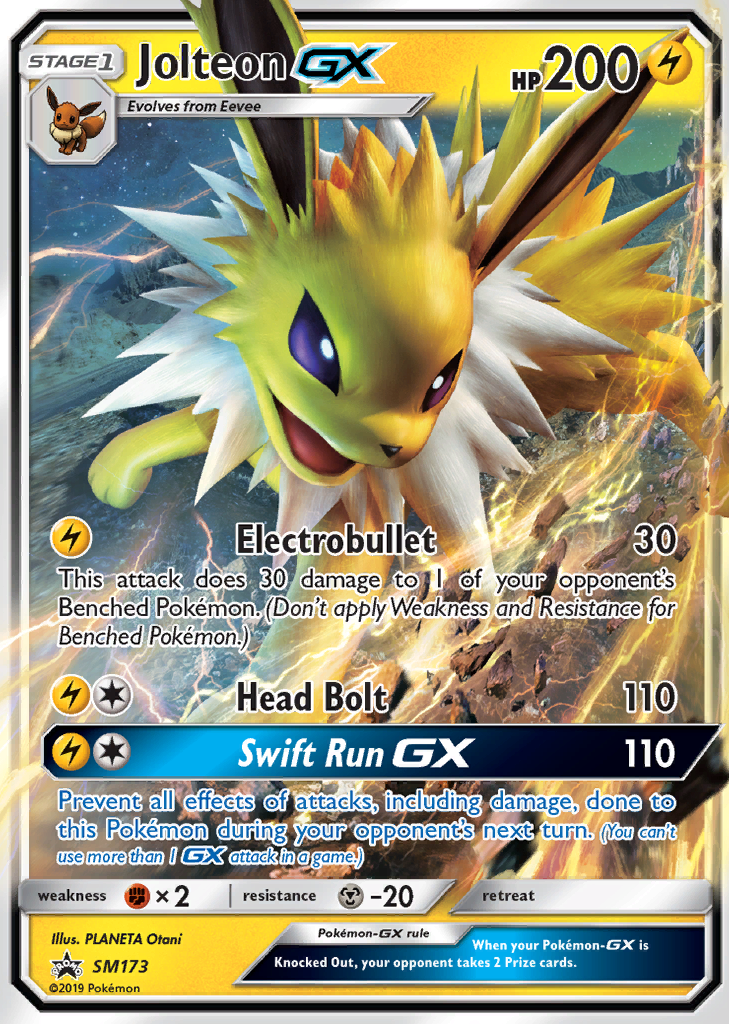 STAGE1
Jolteon GX
HP200
Evolves from Eevee
Electrobullet 30
This attack does 30 damage to 1 of your opponent's
Benched Pokémon. (Don't apply Weakness and Resistance for
Benched Pokémon.)
Head Bolt 110
Swift Run GX 110
Prevent all effects of attacks, including damage, done to
this Pokémon during your opponent's next turn. (You can't
use more than 1 GX attack in a game.)
weakness ×2 resistance -20 retreat
Illus. PLANETA Otani
PROMO SM173
©2019 Pokémon
Pokémon-GX rule
When your Pokémon-GX is
Knocked Out, your opponent takes 2 Prize cards.